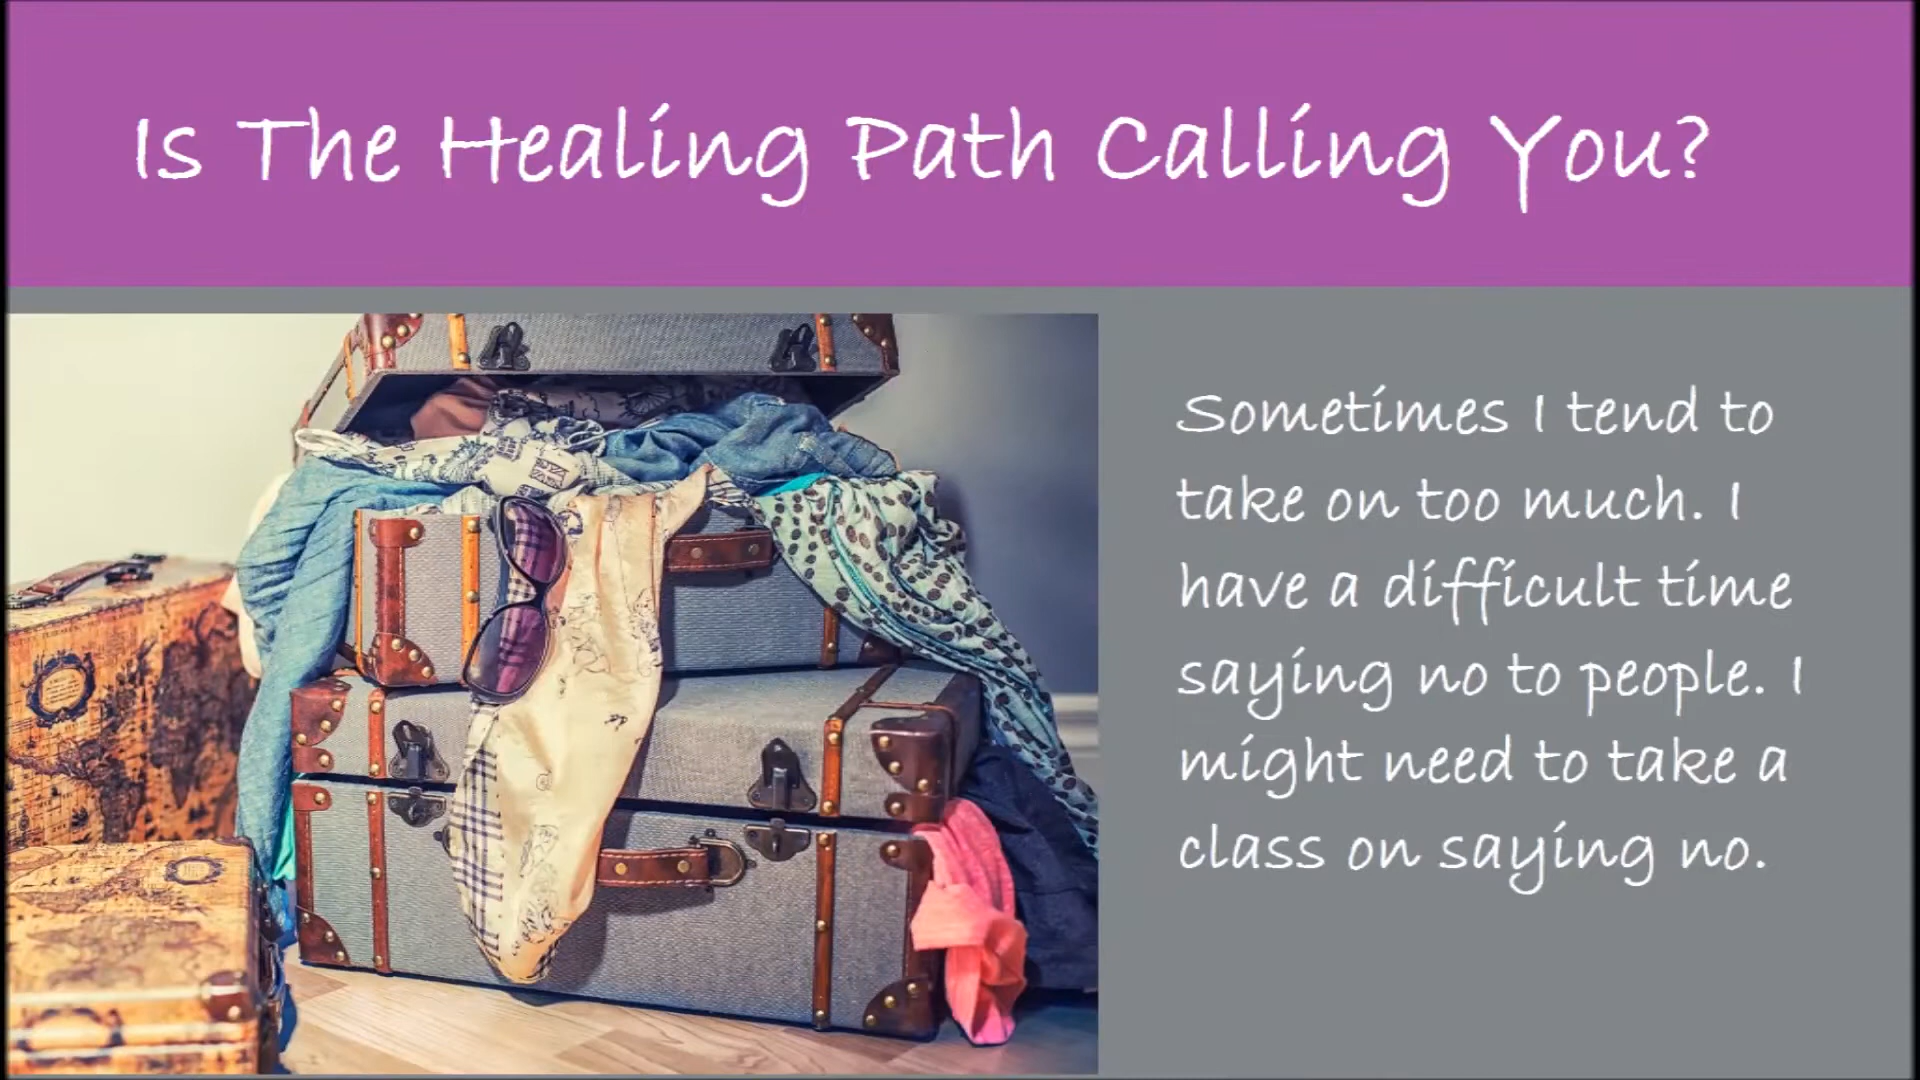 Is The Healing Path Calling You?
Sometimes I tend to
take on too much. I
have a difficult time
saying no to people. I
might need to take a
class on saying no.